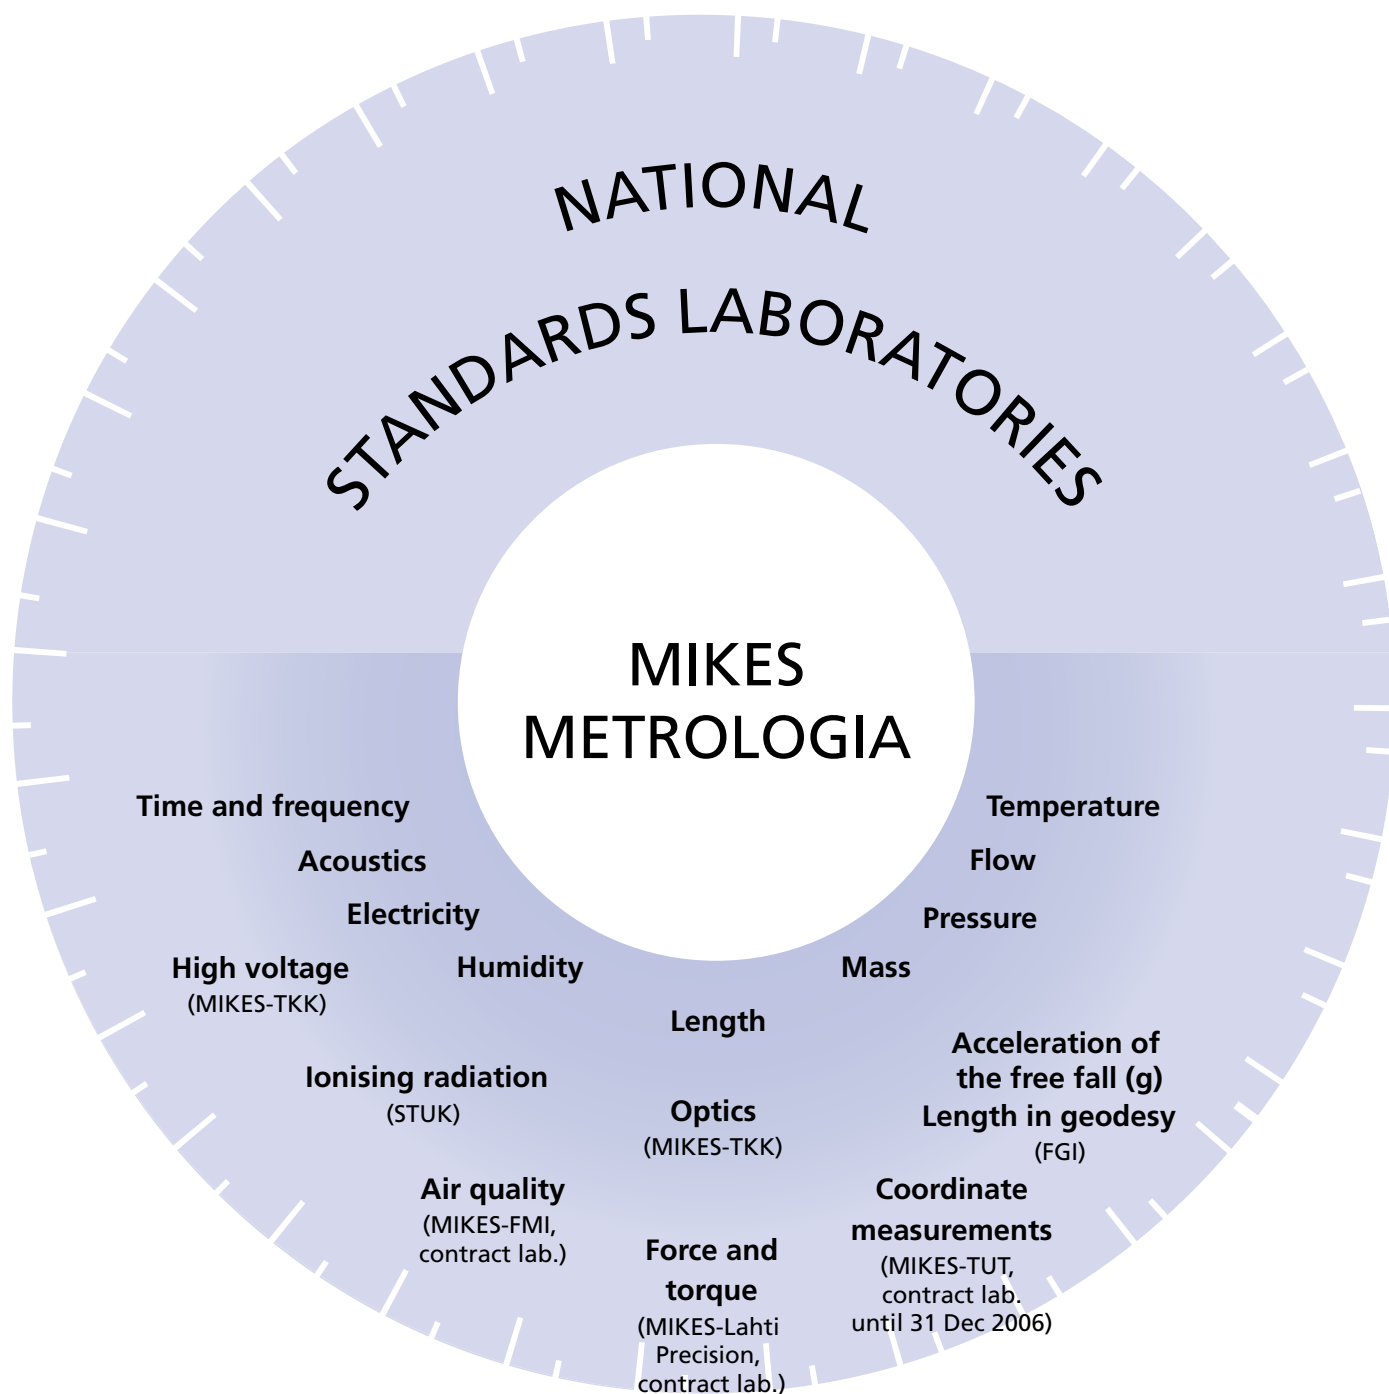 NATIONAL
STANDARDS LABORATORIES
MIKES
METROLOGIA
Time and frequency
Acoustics
Electricity
High voltage
(MIKES-TKK)
Humidity
Ionising radiation
(STUK)
Air quality
(MIKES-FMI,
contract lab.)
Length
Optics
(MIKES-TKK)
Force and
torque
(MIKES-Lahti
Precision,
contract lab.)
Temperature
Flow
Pressure
Mass
Acceleration of
the free fall (g)
Length in geodesy
(FGI)
Coordinate
measurements
(MIKES-TUT,
contract lab.
until 31 Dec 2006)